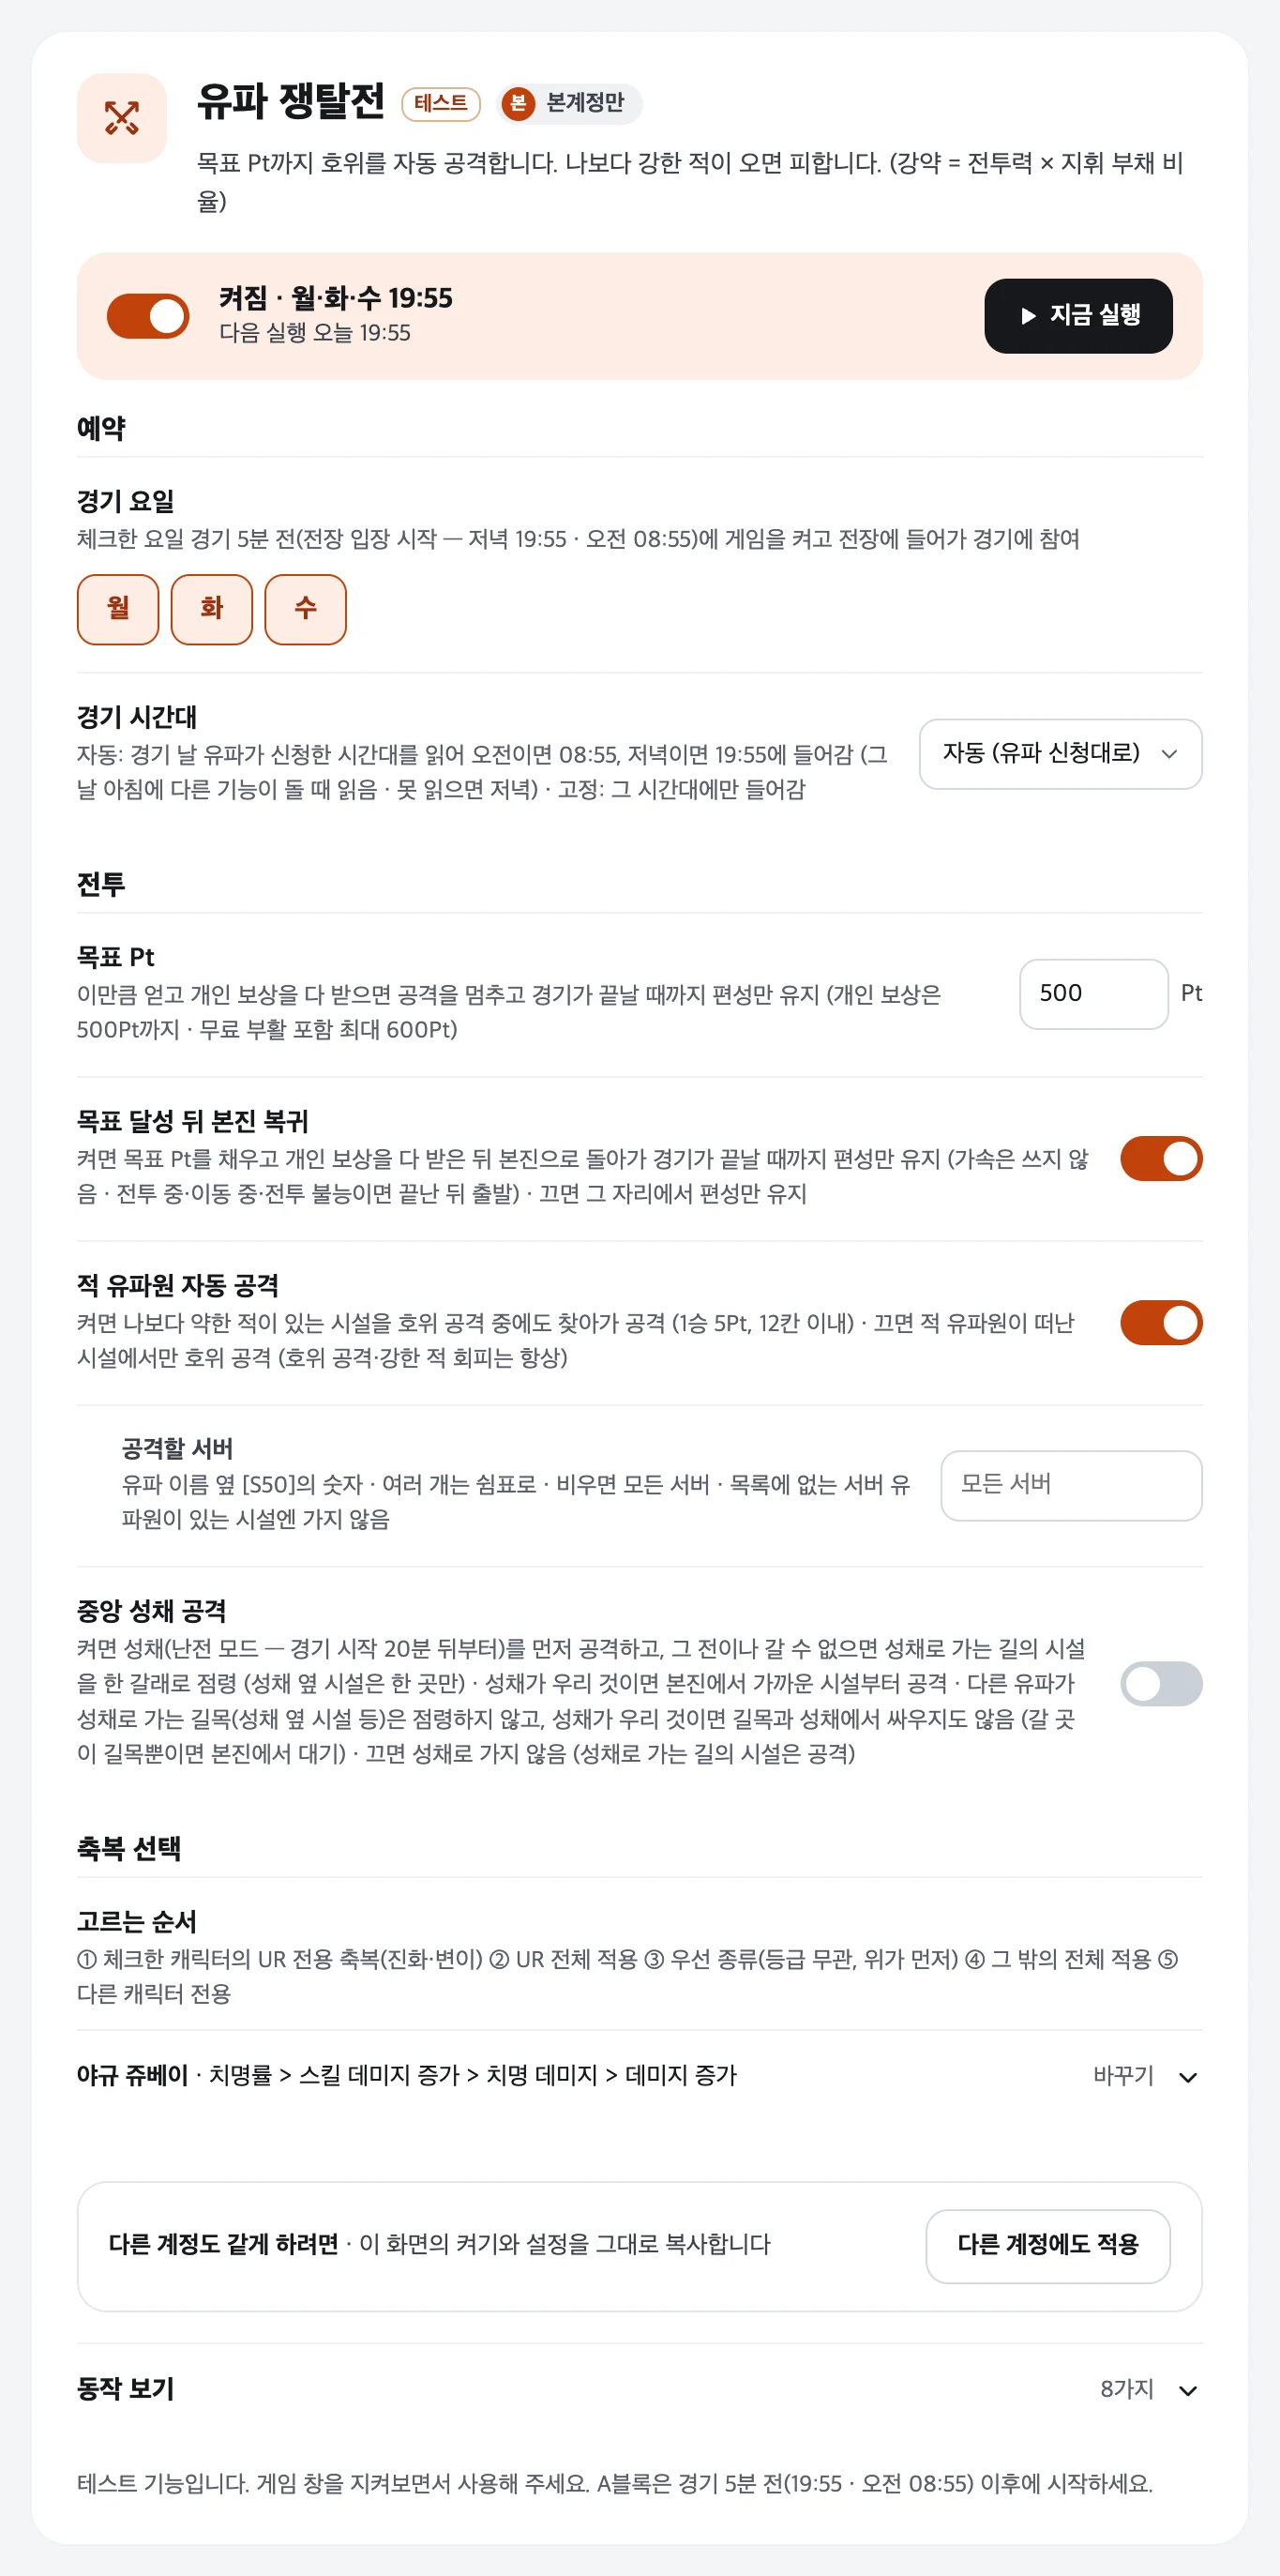 유파 쟁탈전 테스트 본 본계정만
목표 Pt까지 호위를 자동 공격합니다. 나보다 강한 적이 오면 피합니다. (강약 = 전투력 × 지휘 부채 비
율)
켜짐 · 월·화·수 19:55
다음 실행 오늘 19:55
지금 실행
예약
경기 요일
체크한 요일 경기 5분 전(전장 입장 시작 — 저녁 19:55 · 오전 08:55)에 게임을 켜고 전장에 들어가 경기에 참여
월 화 수
경기 시간대
자동: 경기 날 유파가 신청한 시간대를 읽어 오전이면 08:55, 저녁이면 19:55에 들어감 (그
날 아침에 다른 기능이 돌 때 읽음 · 못 읽으면 저녁) · 고정: 그 시간대에만 들어감
자동 (유파 신청대로)
전투
목표 Pt
이만큼 얻고 개인 보상을 다 받으면 공격을 멈추고 경기가 끝날 때까지 편성만 유지 (개인 보상은
500Pt까지 · 무료 부활 포함 최대 600Pt)
500 Pt
목표 달성 뒤 본진 복귀
켜면 목표 Pt를 채우고 개인 보상을 다 받은 뒤 본진으로 돌아가 경기가 끝날 때까지 편성만 유지 (가속은 쓰지 않
음 · 전투 중·이동 중·전투 불능이면 끝난 뒤 출발) · 끄면 그 자리에서 편성만 유지
적 유파원 자동 공격
켜면 나보다 약한 적이 있는 시설을 호위 공격 중에도 찾아가 공격 (1승 5Pt, 12칸 이내) · 끄면 적 유파원이 떠난
시설에서만 호위 공격 (호위 공격·강한 적 회피는 항상)
공격할 서버
유파 이름 옆 [S50]의 숫자 · 여러 개는 쉼표로 · 비우면 모든 서버 · 목록에 없는 서버 유
파원이 있는 시설엔 가지 않음
모든 서버
중앙 성채 공격
켜면 성채(난전 모드 — 경기 시작 20분 뒤부터)를 먼저 공격하고, 그 전이나 갈 수 없으면 성채로 가는 길의 시설
을 한 갈래로 점령 (성채 옆 시설은 한 곳만) · 성채가 우리 것이면 본진에서 가까운 시설부터 공격 · 다른 유파가
성채로 가는 길목(성채 옆 시설 등)은 점령하지 않고, 성채가 우리 것이면 길목과 성채에서 싸우지도 않음 (갈 곳
이 길목뿐이면 본진에서 대기) · 끄면 성채로 가지 않음 (성채로 가는 길의 시설은 공격)
축복 선택
고르는 순서
① 체크한 캐릭터의 UR 전용 축복(진화·변이) ② UR 전체 적용 ③ 우선 종류(등급 무관, 위가 먼저) ④ 그 밖의 전체 적용 ⑤
다른 캐릭터 전용
야규 쥬베이 · 치명률 > 스킬 데미지 증가 > 치명 데미지 > 데미지 증가 바꾸기
다른 계정도 같게 하려면 · 이 화면의 켜기와 설정을 그대로 복사합니다 다른 계정에도 적용
동작 보기 8가지
테스트 기능입니다. 게임 창을 지켜보면서 사용해 주세요. A블록은 경기 5분 전(19:55 · 오전 08:55) 이후에 시작하세요.